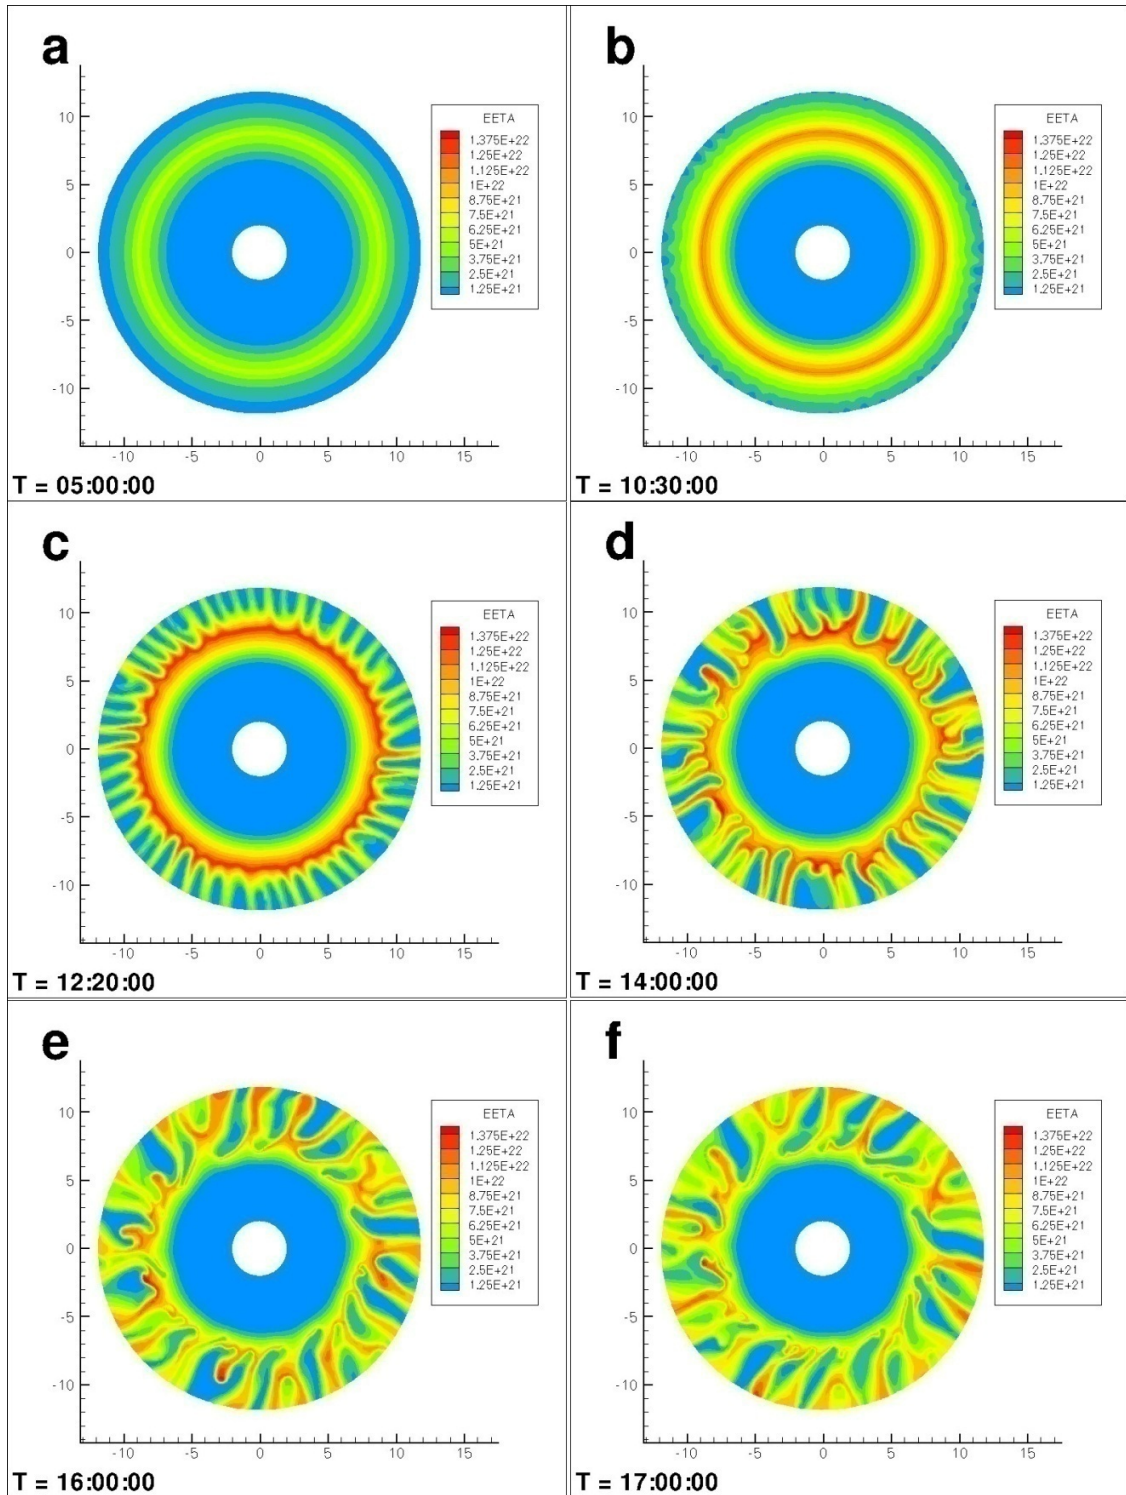 a
EETA
1.375E+22
1.25E+22
1.125E+22
1E+22
8.75E+21
7.5E+21
6.25E+21
5E+21
3.75E+21
2.5E+21
1.25E+21
10
5
0
-5
-10
-10 -5 0 5 10 15
T = 05:00:00
b
EETA
1.375E+22
1.25E+22
1.125E+22
1E+22
8.75E+21
7.5E+21
6.25E+21
5E+21
3.75E+21
2.5E+21
1.25E+21
10
5
0
-5
-10
-10 -5 0 5 10 15
T = 10:30:00
c
EETA
1.375E+22
1.25E+22
1.125E+22
1E+22
8.75E+21
7.5E+21
6.25E+21
5E+21
3.75E+21
2.5E+21
1.25E+21
10
5
0
-5
-10
-10 -5 0 5 10 15
T = 12:20:00
d
EETA
1.375E+22
1.25E+22
1.125E+22
1E+22
8.75E+21
7.5E+21
6.25E+21
5E+21
3.75E+21
2.5E+21
1.25E+21
10
5
0
-5
-10
-10 -5 0 5 10 15
T = 14:00:00
e
EETA
1.375E+22
1.25E+22
1.125E+22
1E+22
8.75E+21
7.5E+21
6.25E+21
5E+21
3.75E+21
2.5E+21
1.25E+21
10
5
0
-5
-10
-10 -5 0 5 10 15
T = 16:00:00
f
EETA
1.375E+22
1.25E+22
1.125E+22
1E+22
8.75E+21
7.5E+21
6.25E+21
5E+21
3.75E+21
2.5E+21
1.25E+21
10
5
0
-5
-10
-10 -5 0 5 10 15
T = 17:00:00